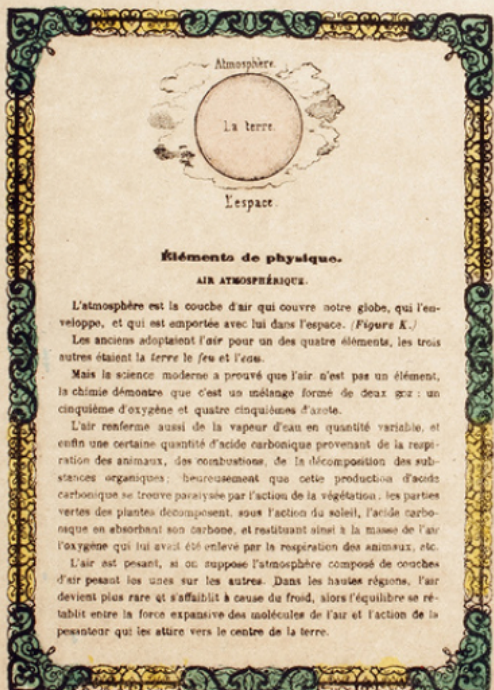 Atmosphère.
La terre.
L'espace.
Éléments de physique.
AIR ATMOSPHÉRIQUE.
L'atmosphère est la couche d'air qui couvre notre globe, qui l'en-
veloppe, et qui est emportée avec lui dans l'espace. (Figure K.)
Les anciens adoptaient l'air pour un des quatre éléments, les trois
autres étaient la terre le feu et l'eau.
Mais la science moderne a prouvé que l'air n'est pas un élément,
la chimie démontre que c'est un mélange formé de deux gaz : un
cinquième d'oxygène et quatre cinquièmes d'azote.
L'air renferme aussi de la vapeur d'eau en quantité variable, et
enfin une certaine quantité d'acide carbonique provenant de la respi-
ration des animaux, des combustions, de la décomposition des sub-
stances organiques; heureusement que cette production d'acide
carbonique se trouve paralysée par l'action de la végétation, les parties
vertes des plantes décomposent, sous l'action du soleil, l'acide carbo-
nique en absorbant son carbone, et restituant ainsi à la masse de l'air
l'oxygène qui lui avait été enlevé par la respiration des animaux, etc.
L'air est pesant, si on suppose l'atmosphère composé de couches
d'air pesant les unes sur les autres. Dans les hautes régions, l'air
devient plus rare et s'affaiblit à cause du froid, alors l'équilibre se ré-
tablit entre la force expansive des molécules de l'air et l'action de la
pesanteur qui les attire vers le centre de la terre.